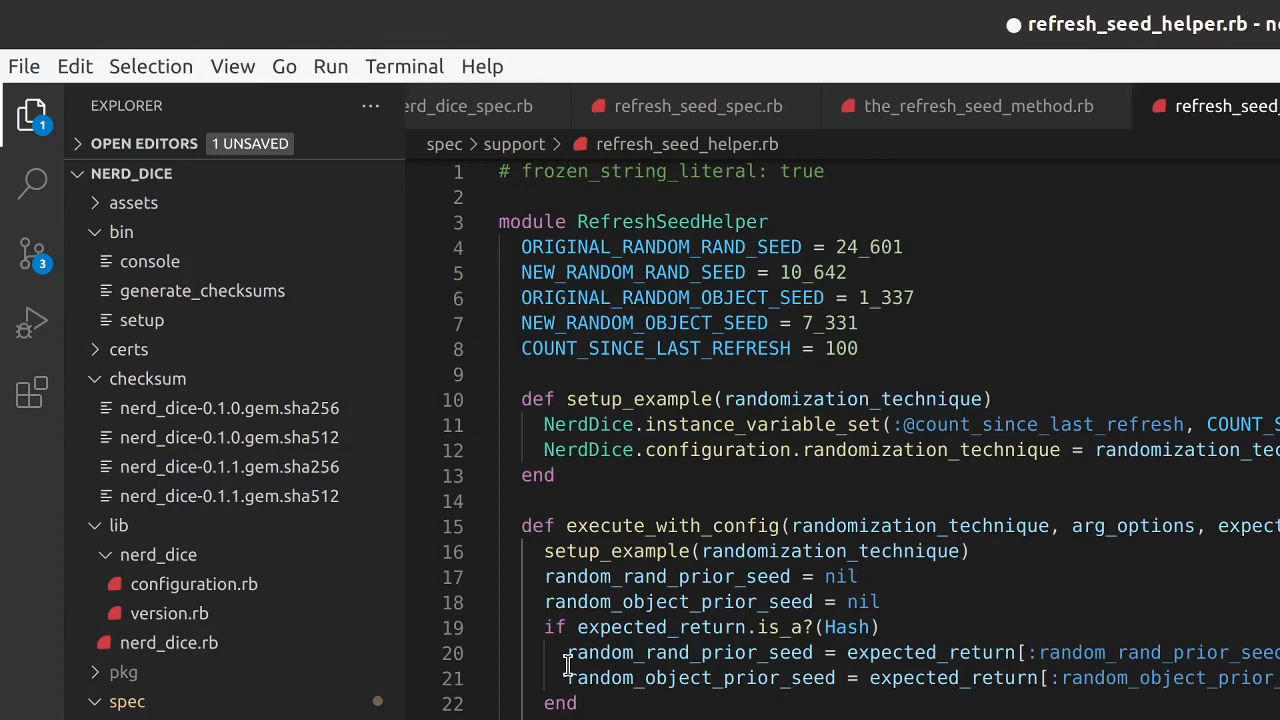 refresh_seed_helper.rb - ne
File Edit Selection View Go Run Terminal Help
1
3
EXPLORER
OPEN EDITORS 1 UNSAVED
NERD_DICE
assets
bin
console
generate_checksums
setup
certs
checksum
nerd_dice-0.1.0.gem.sha256
nerd_dice-0.1.0.gem.sha512
nerd_dice-0.1.1.gem.sha256
nerd_dice-0.1.1.gem.sha512
lib
nerd_dice
configuration.rb
version.rb
nerd_dice.rb
pkg
spec
erd_dice_spec.rb refresh_seed_spec.rb the_refresh_seed_method.rb refresh_seed_
spec > support > refresh_seed_helper.rb
1 # frozen_string_literal: true
2
3 module RefreshSeedHelper
4 ORIGINAL_RANDOM_RAND_SEED = 24_601
5 NEW_RANDOM_RAND_SEED = 10_642
6 ORIGINAL_RANDOM_OBJECT_SEED = 1_337
7 NEW_RANDOM_OBJECT_SEED = 7_331
8 COUNT_SINCE_LAST_REFRESH = 100
9
10 def setup_example(randomization_technique)
11 NerdDice.instance_variable_set(:@count_since_last_refresh, COUNT_S
12 NerdDice.configuration.randomization_technique = randomization_tec
13 end
14
15 def execute_with_config(randomization_technique, arg_options, expec
16 setup_example(randomization_technique)
17 random_rand_prior_seed = nil
18 random_object_prior_seed = nil
19 if expected_return.is_a?(Hash)
20 random_rand_prior_seed = expected_return[:random_rand_prior_seed
21 random_object_prior_seed = expected_return[:random_object_prior_
22 end